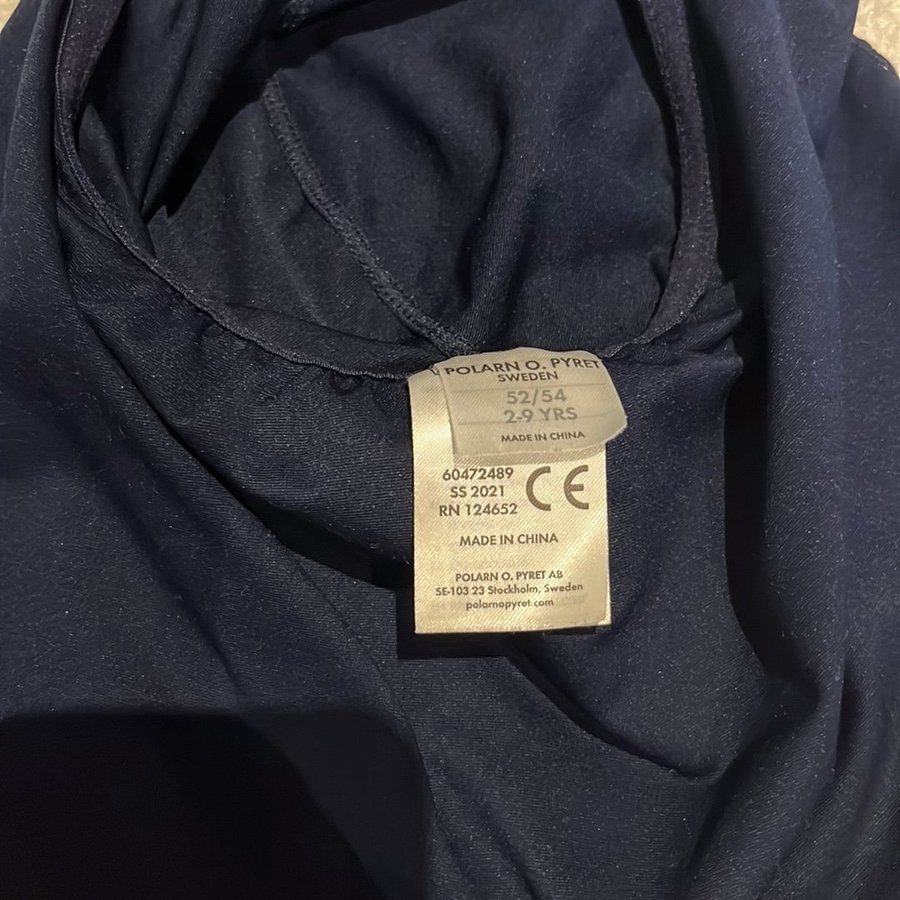 POLARN O. PYRET
SWEDEN
52/54
2-9 YRS
MADE IN CHINA
60472489
SS 2021
RN 124652
CE
MADE IN CHINA
POLARN O. PYRET AB
SE-103 23 Stockholm, Sweden
polarnopyret.com